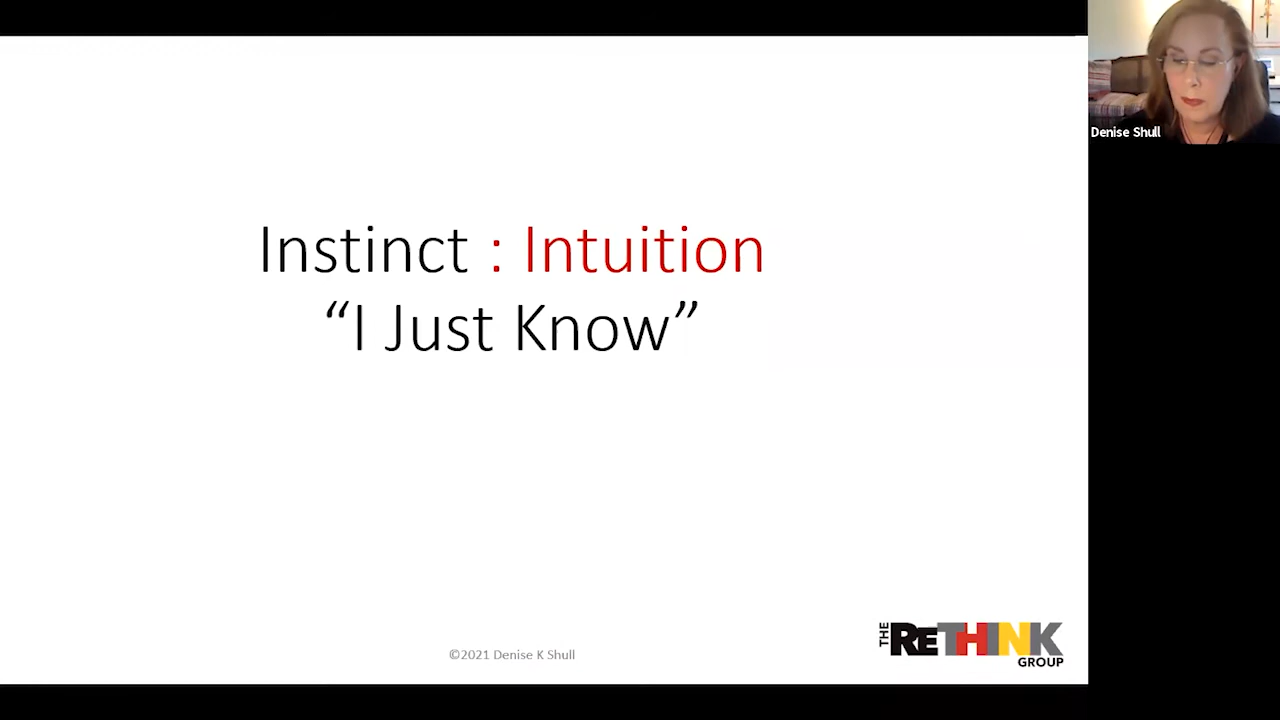 Instinct : Intuition
“I Just Know”
©2021 Denise K Shull
THE RETHINK
GROUP
Denise Shull